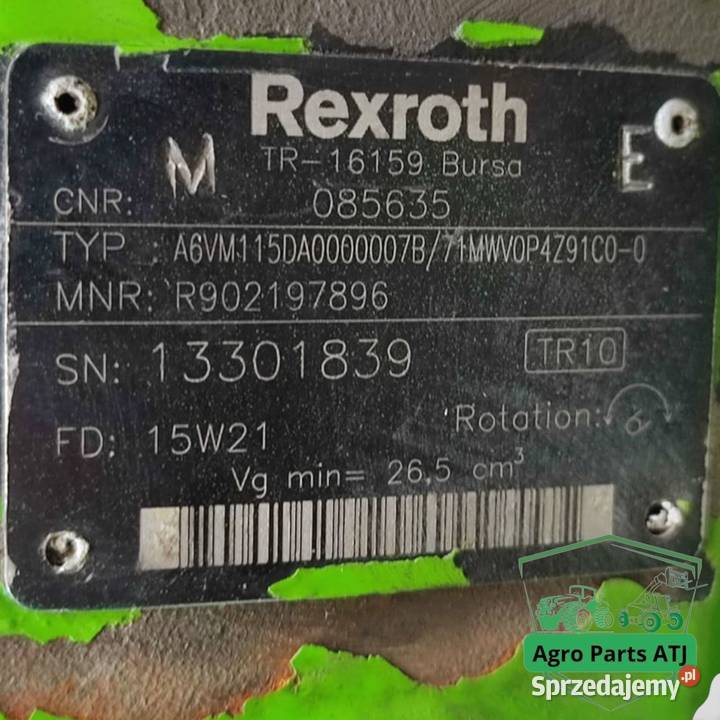 Rexroth
M TR-16159 Bursa E
CNR: 085635
TYP : A6VM115DA0000007B/71MWV0P4Z91C0-0
MNR: R902197896
SN: 13301839 TR10
FD: 15W21 Rotation:
Vg min= 26,5 cm³
Agro Parts ATJ
Sprzedajemy.pl